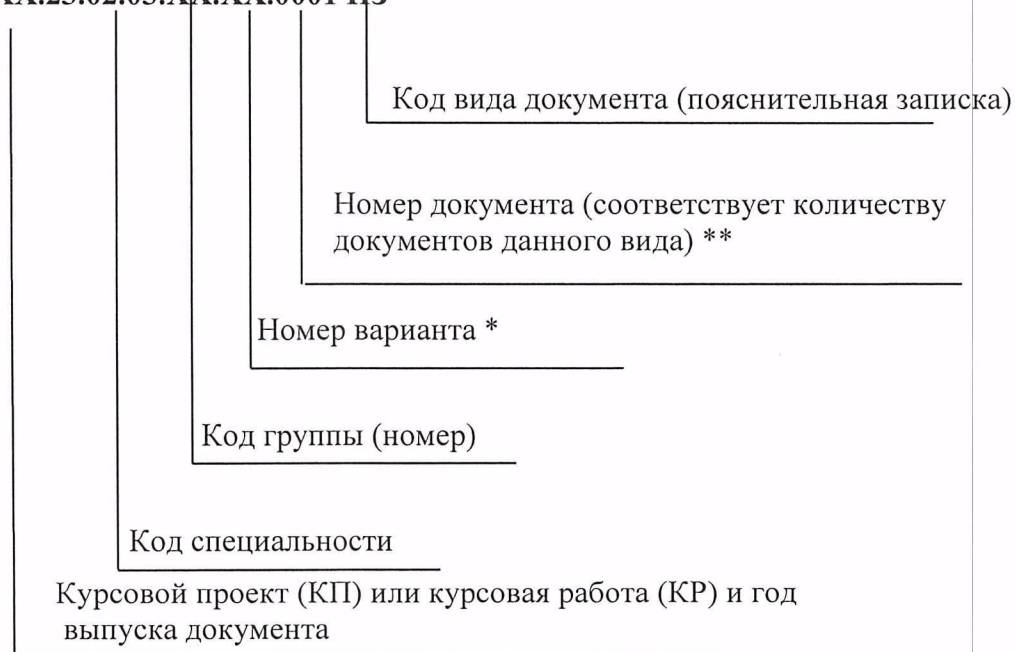 Код вида документа (пояснительная записка)
Номер документа (соответствует количеству
документов данного вида) **
Номер варианта *
Код группы (номер)
Код специальности
Курсовой проект (КП) или курсовая работа (КР) и год
выпуска документа